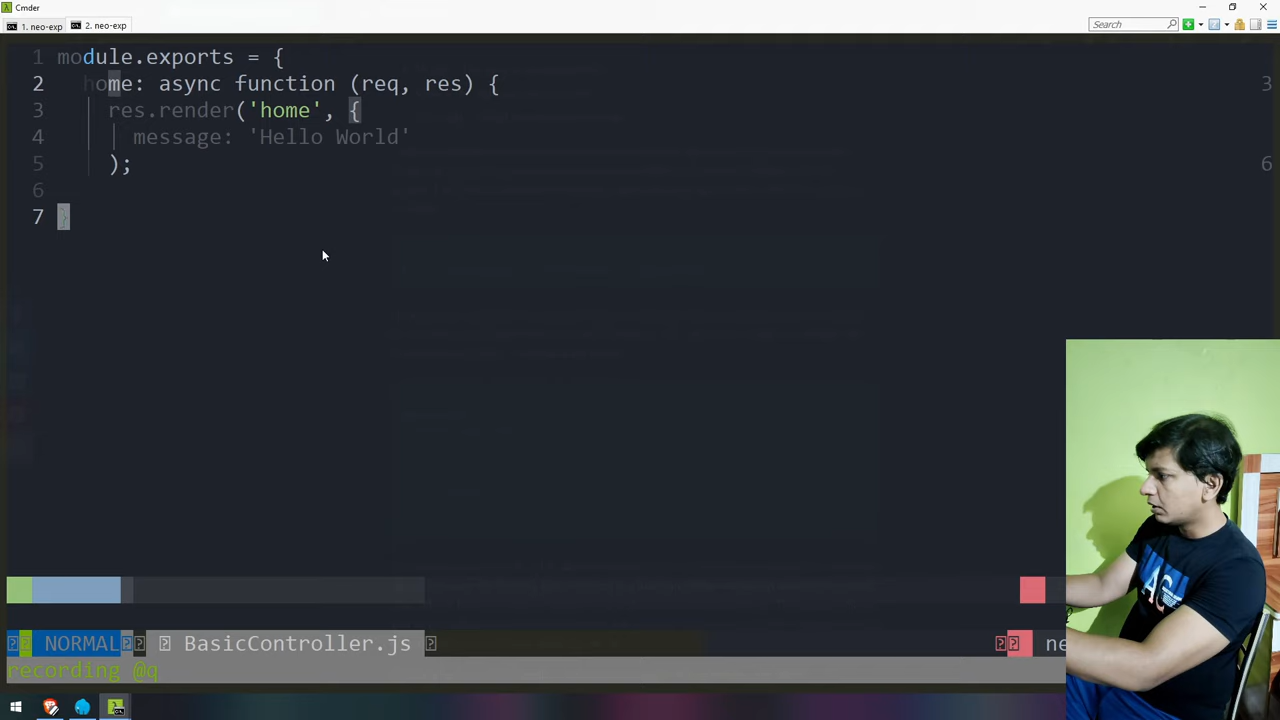 Cmder
1. neo-exp
2. neo-exp
Search
1 module.exports = {
2 home: async function (req, res) { 3
3 res.render('home', {
4 message: 'Hello World'
5 ); 6
6
7 }
NORMAL BasicController.js ne
recording @q